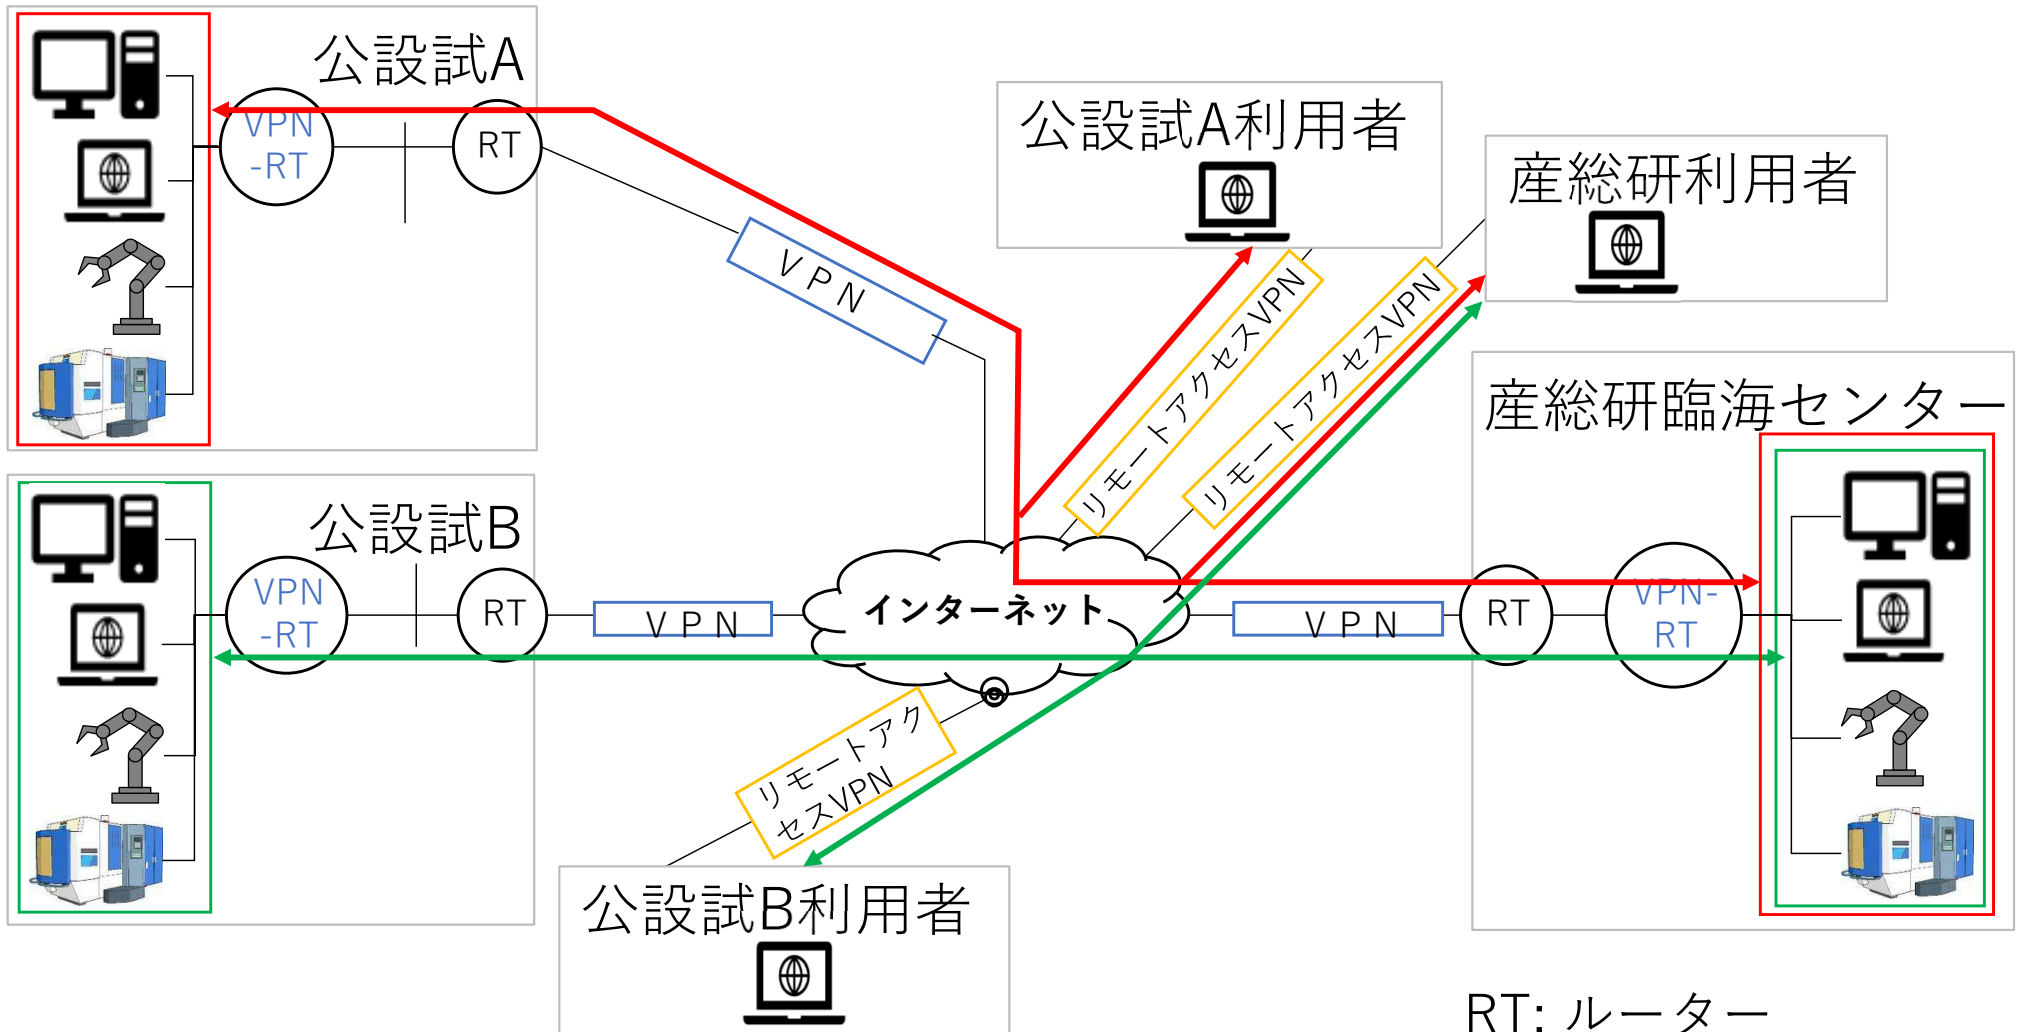 公設試A
VPN
-RT
RT
VPN
公設試A利用者
リモートアクセスVPN
産総研利用者
リモートアクセスVPN
産総研臨海センター
公設試B
VPN
-RT
RT
VPN
インターネット
VPN
RT
VPN-
RT
リモートアク
セスVPN
公設試B利用者
RT: ルーター